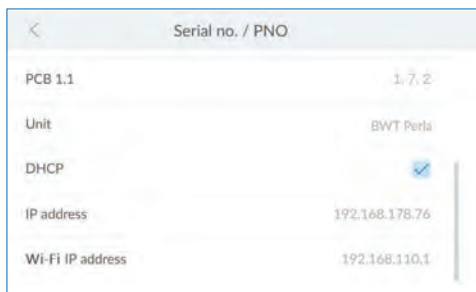 Serial no. / PNO
PCB 1.1 1. 7. 2
Unit BWT Perla
DHCP
IP address 192.168.178.76
Wi-Fi IP address 192.168.110.1